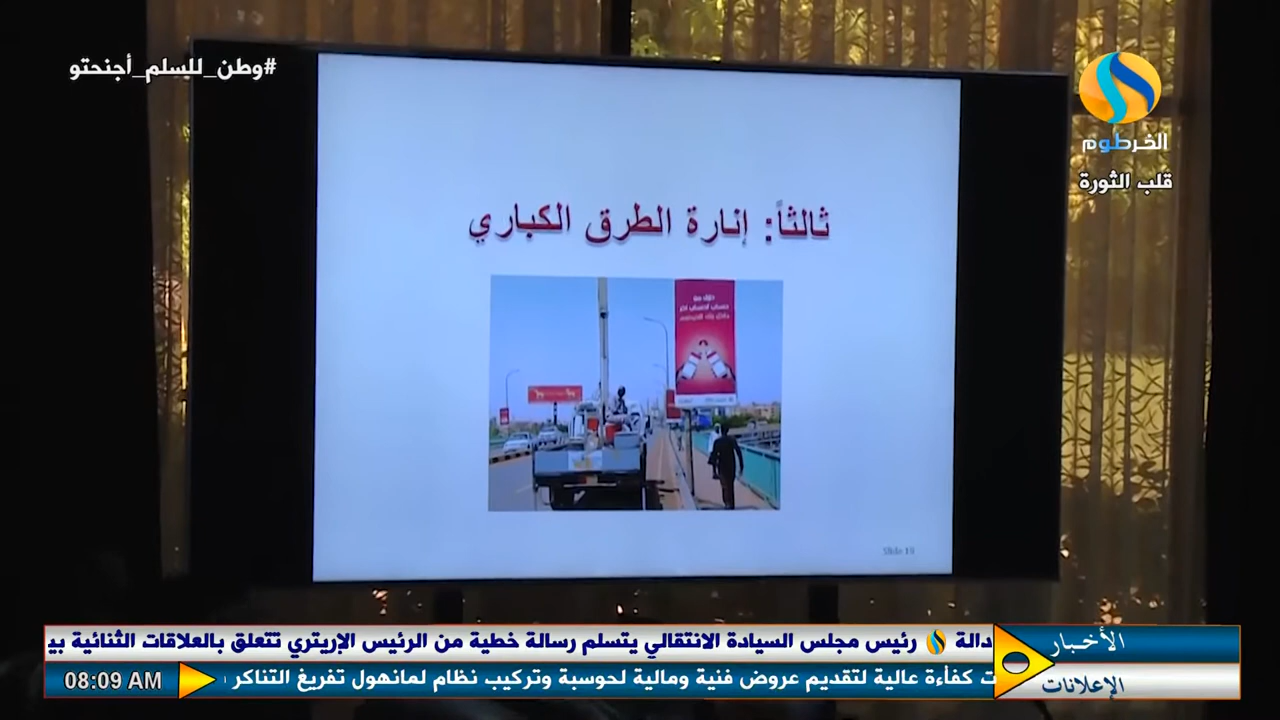 #وطن_للسلم_أجنحتو
الخرطوم
قلب الثورة
ثالثاً: إنارة الطرق الكباري
Slide 19
الأخبار
دالة رئيس مجلس السيادة الانتقالي يتسلم رسالة خطية من الرئيس الإريتري تتعلق بالعلاقات الثنائية بي
الإعلانات
ت كفأءة عالية لتقديم عروض فنية ومالية لحوسبة وتركيب نظام لمانهول تفريغ التناكر
08:09 AM